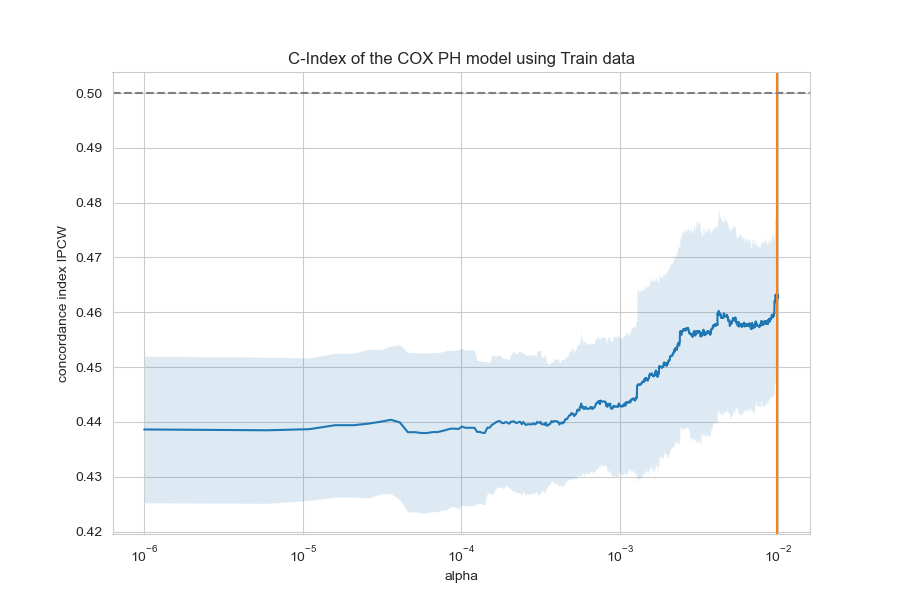 C-Index of the COX PH model using Train data
concordance index IPCW
0.50
0.49
0.48
0.47
0.46
0.45
0.44
0.43
0.42
10⁻⁶ 10⁻⁵ 10⁻⁴ 10⁻³ 10⁻²
alpha